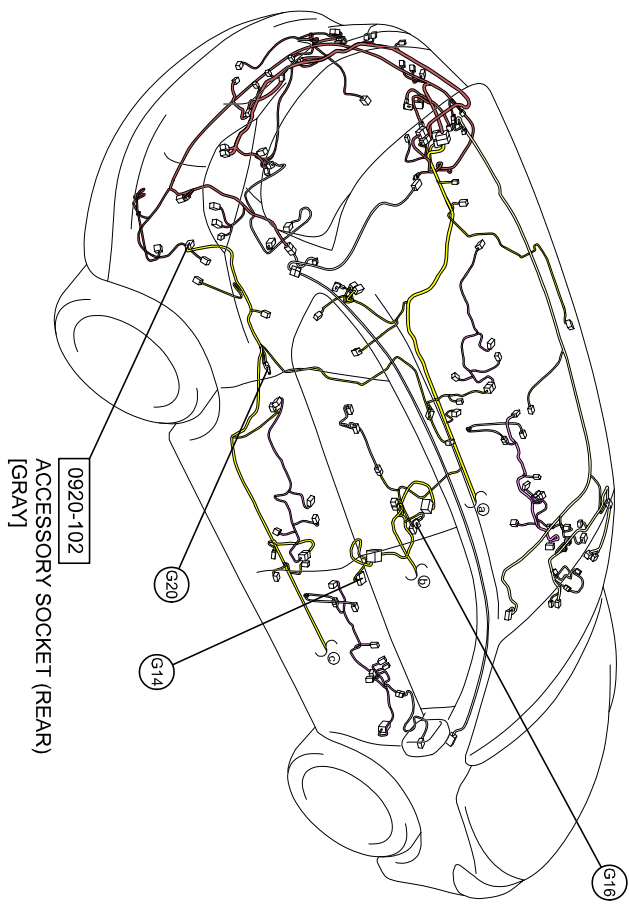 0920-102
ACCESSORY SOCKET (REAR)
[GRAY]
G20
G14
G16
a
b
c